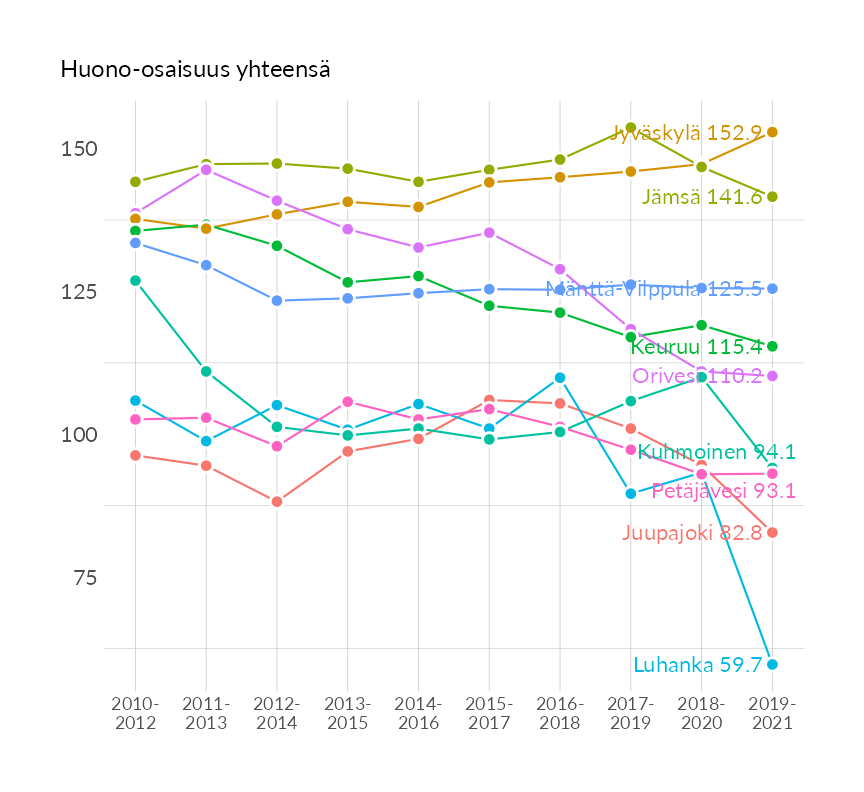 Huono-osaisuus yhteensä
150
125
100
75
Jyväskylä 152.9
Jämsä 141.6
Mänttä-Vilppula 125.5
Keuruu 115.4
Orivesi 110.2
Kuhmoinen 94.1
Petäjävesi 93.1
Juupajoki 82.8
Luhanka 59.7
2010- 2011- 2012- 2013- 2014- 2015- 2016- 2017- 2018- 2019-
2012 2013 2014 2015 2016 2017 2018 2019 2020 2021